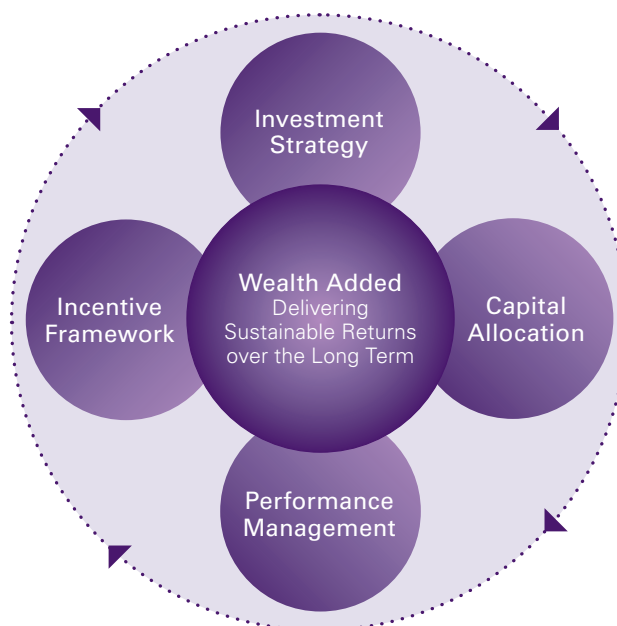 Investment
Strategy
Incentive
Framework
Wealth Added
Delivering
Sustainable Returns
over the Long Term
Capital
Allocation
Performance
Management